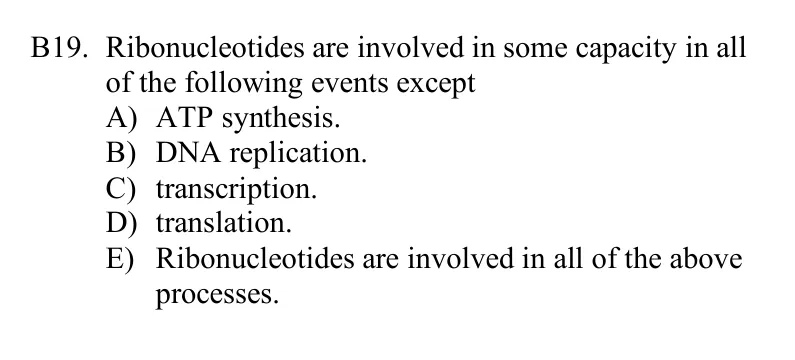 B19. Ribonucleotides are involved in some capacity in all
of the following events except
A) ATP synthesis.
B) DNA replication.
C) transcription.
D) translation.
E) Ribonucleotides are involved in all of the above
processes.